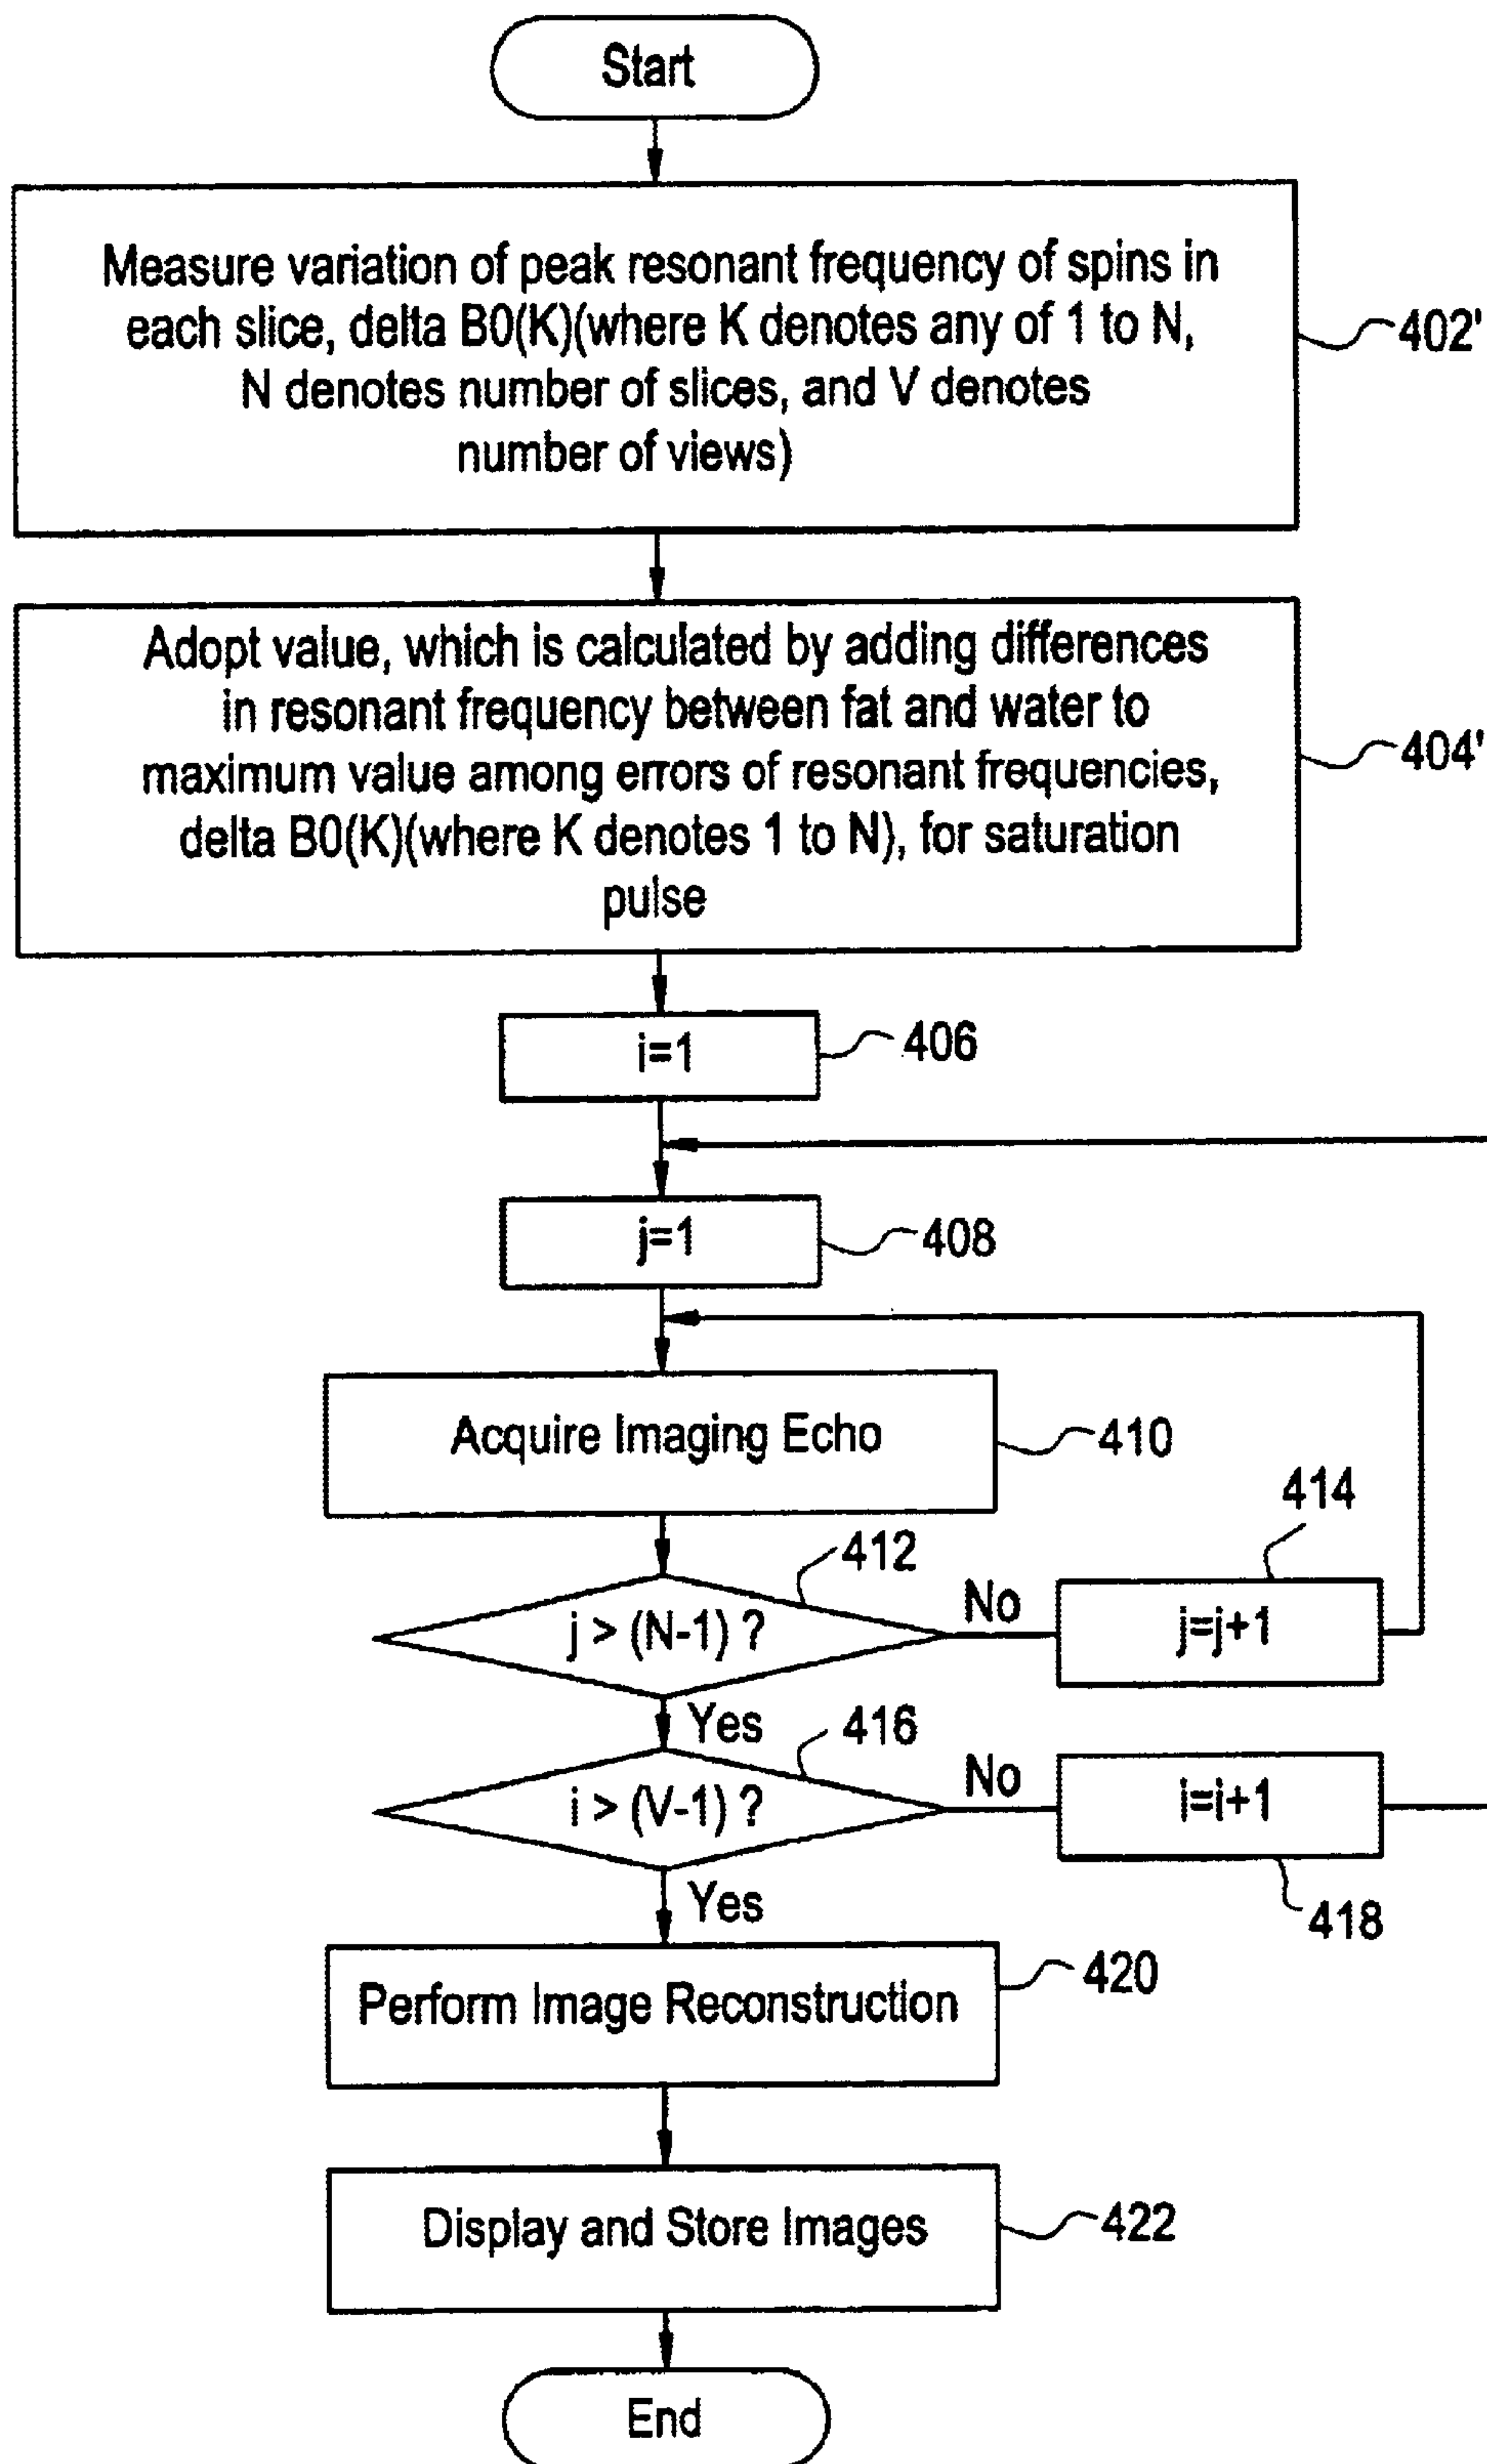 Start
Measure variation of peak resonant frequency of spins in
each slice, delta B0(K)(where K denotes any of 1 to N,
N denotes number of slices, and V denotes
number of views)
402'
Adopt value, which is calculated by adding differences
in resonant frequency between fat and water to
maximum value among errors of resonant frequencies,
delta B0(K)(where K denotes 1 to N), for saturation
pulse
404'
i=1
406
j=1
408
Acquire Imaging Echo
410
j > (N-1) ?
412
No
j=j+1
414
Yes
i > (V-1) ?
416
No
i=i+1
418
Yes
Perform Image Reconstruction
420
Display and Store Images
422
End